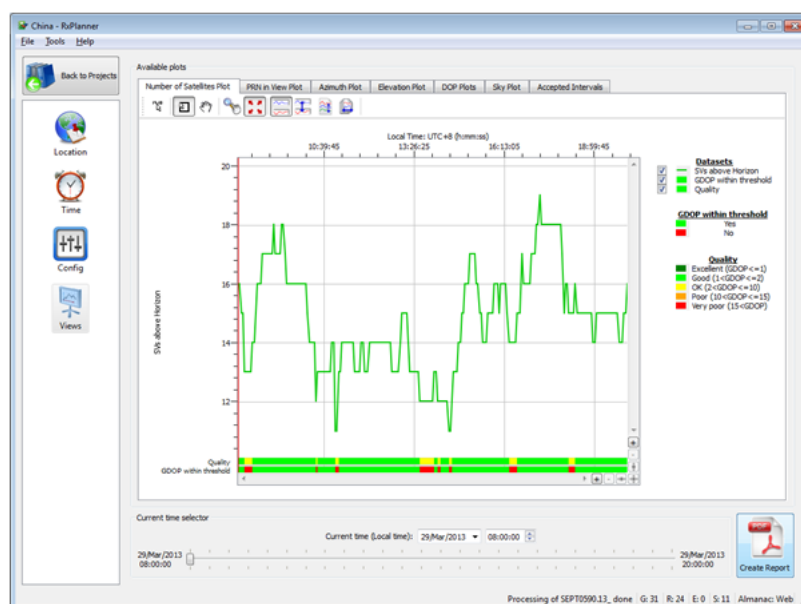 China - RxPlanner
File Tools Help
Back to Projects
Location
Time
Config
Views
Available plots
Number of Satellites Plot PRN in View Plot Azimuth Plot Elevation Plot DOP Plots Sky Plot Accepted Intervals
Local Time: UTC+8 (h:mm:ss)
10:39:45 13:26:25 16:13:05 18:59:45
20
18
16
14
12
SVs above Horizon
Quality
GDOP within threshold
Datasets
SVs above Horizon
GDOP within threshold
Quality
GDOP within threshold
Yes
No
Quality
Excellent (GDOP<=1)
Good (1<GDOP<=2)
OK (2<GDOP<=10)
Poor (10<GDOP<=15)
Very poor (15<GDOP)
Current time selector
Current time (Local time): 29/Mar/2013 08:00:00
29/Mar/2013
08:00:00
29/Mar/2013
20:00:00
PDF
Create Report
Processing of SEPT0590.13_ done G: 31 R: 24 E: 0 S: 11 Almanac: Web